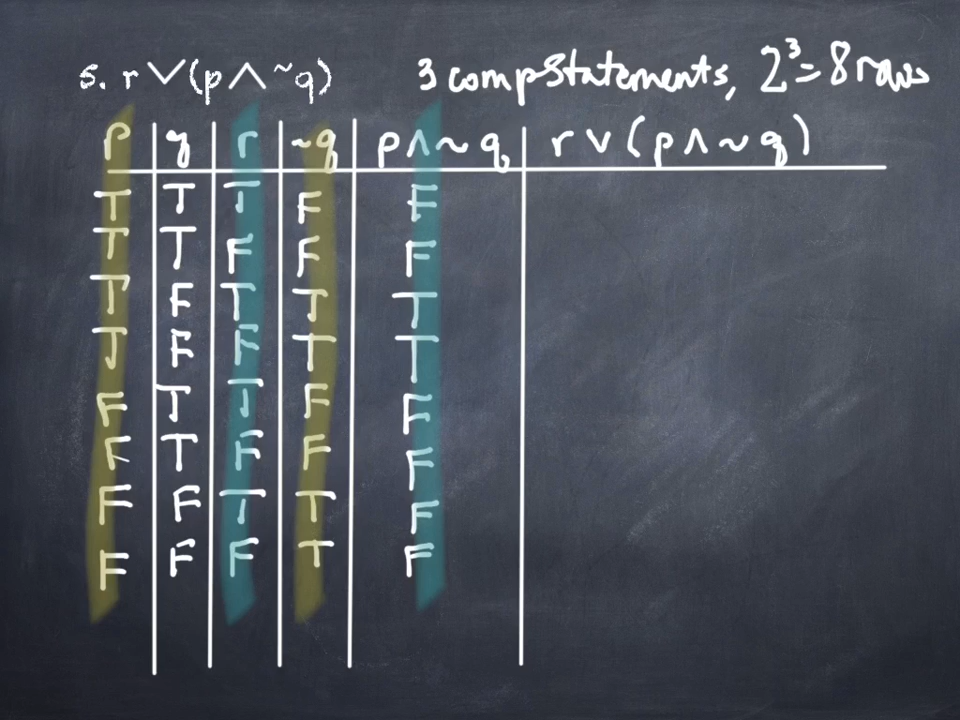 5. r ∨ (p ∧ ~q) 3 comp Statements, 2³ = 8 rows
p q r ~q p ∧ ~q r ∨ (p ∧ ~q)
T T T F F
T T F F F
T F T T T
T F F T T
F T T F F
F T F F F
F F T T F
F F F T F